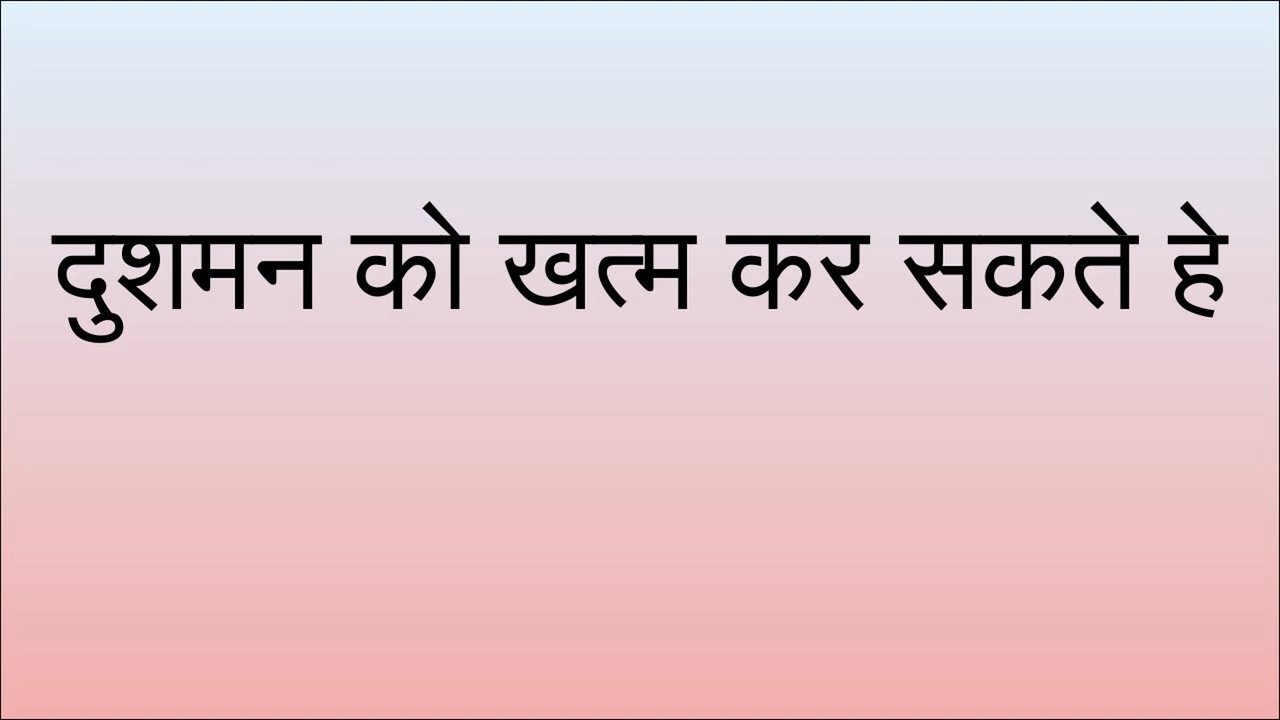 दुशमन को खत्म कर सकते हे